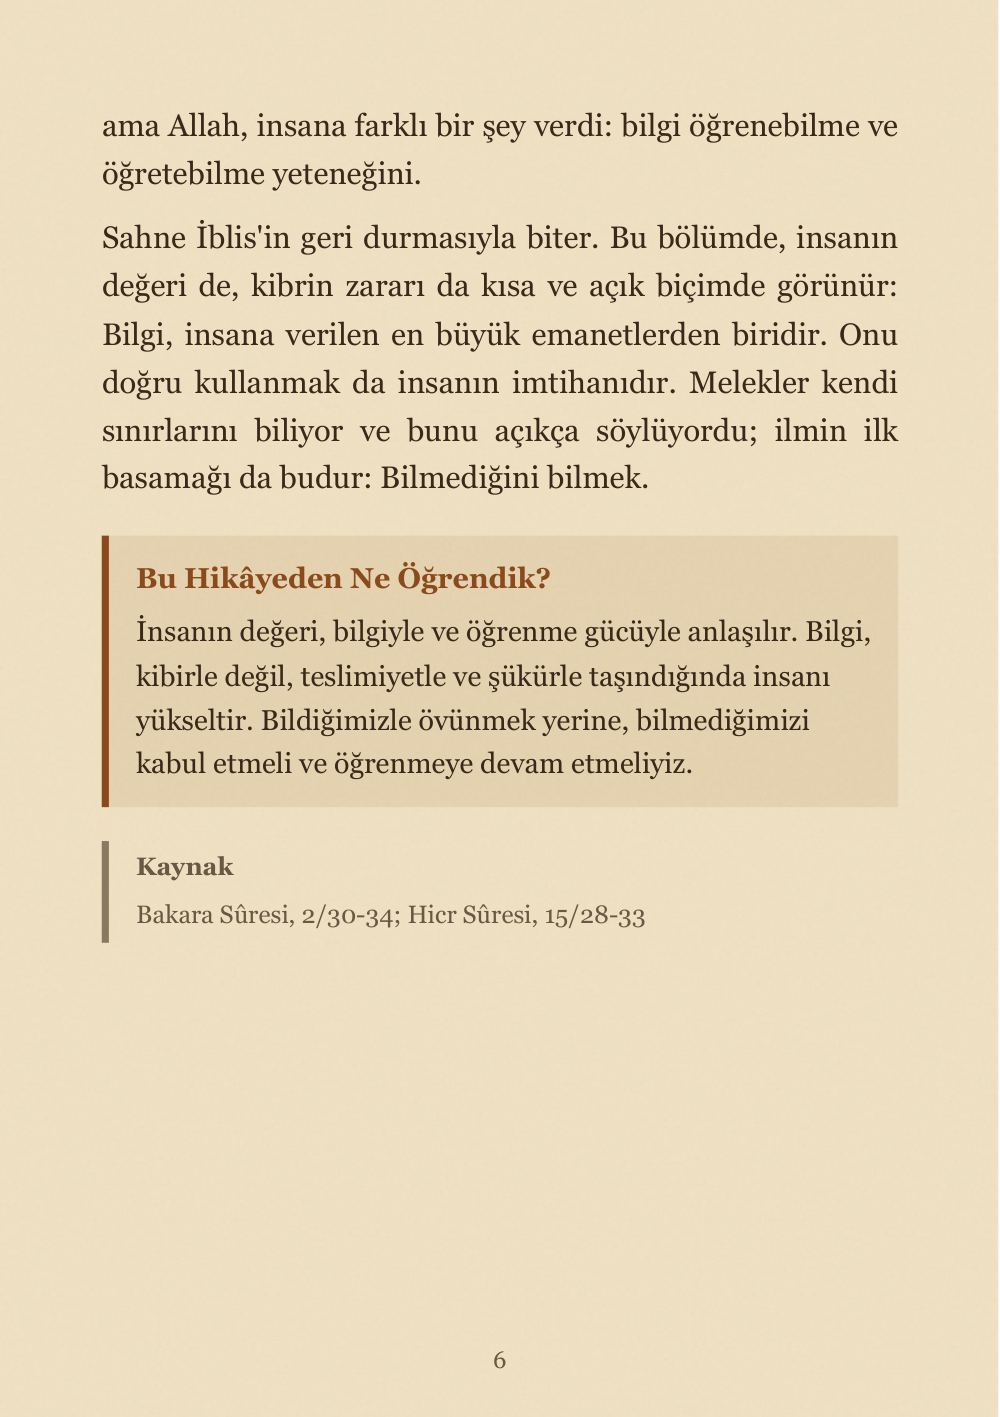 ama Allah, insana farklı bir şey verdi: bilgi öğrenebilme ve
öğretebilme yeteneğini.
Sahne İblis'in geri durmasıyla biter. Bu bölümde, insanın
değeri de, kibrin zararı da kısa ve açık biçimde görünür:
Bilgi, insana verilen en büyük emanetlerden biridir. Onu
doğru kullanmak da insanın imtihanıdır. Melekler kendi
sınırlarını biliyor ve bunu açıkça söylüyordu; ilmin ilk
basamağı da budur: Bilmediğini bilmek.
Bu Hikâyeden Ne Öğrendik?
İnsanın değeri, bilgiyle ve öğrenme gücüyle anlaşılır. Bilgi,
kibirle değil, teslimiyetle ve şükürle taşındığında insanı
yükseltir. Bildiğimizle övünmek yerine, bilmediğimizi
kabul etmeli ve öğrenmeye devam etmeliyiz.
Kaynak
Bakara Sûresi, 2/30-34; Hicr Sûresi, 15/28-33
6